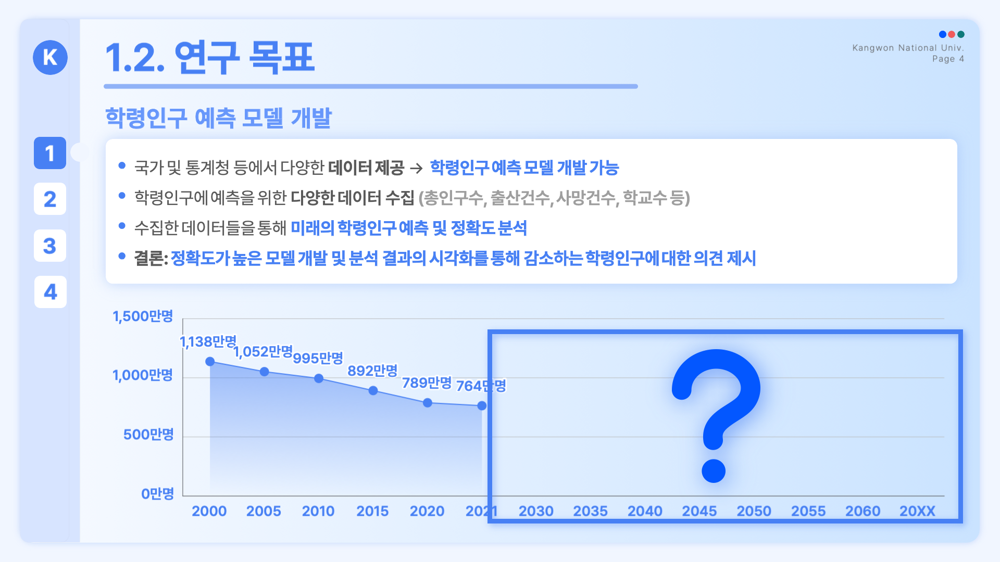 K
1.2. 연구 목표
Kangwon National Univ.
Page 4
학령인구 예측 모델 개발
1
2
3
4
국가 및 통계청 등에서 다양한 데이터 제공 → 학령인구 예측 모델 개발 가능
학령인구에 예측을 위한 다양한 데이터 수집 (총인구수, 출산건수, 사망건수, 학교수 등)
수집한 데이터들을 통해 미래의 학령인구 예측 및 정확도 분석
결론: 정확도가 높은 모델 개발 및 분석 결과의 시각화를 통해 감소하는 학령인구에 대한 의견 제시
1,500만명
1,000만명
500만명
0만명
1,138만명
1,052만명
995만명
892만명
789만명
764만명
?
2000 2005 2010 2015 2020 2021 2030 2035 2040 2045 2050 2055 2060 20XX